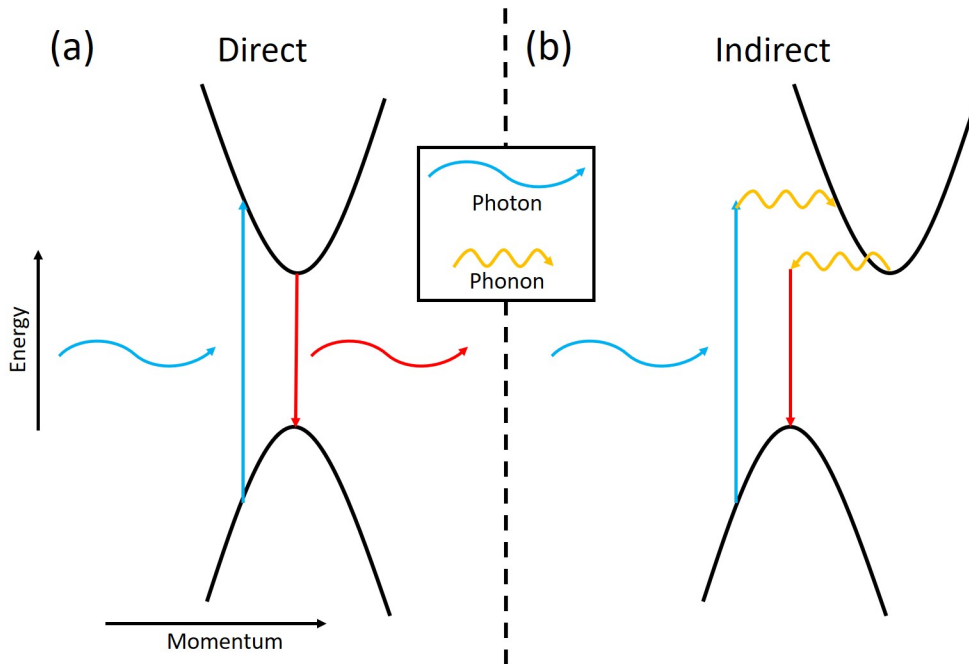 (a)
Direct
(b)
Indirect
Photon
Phonon
Energy
Momentum